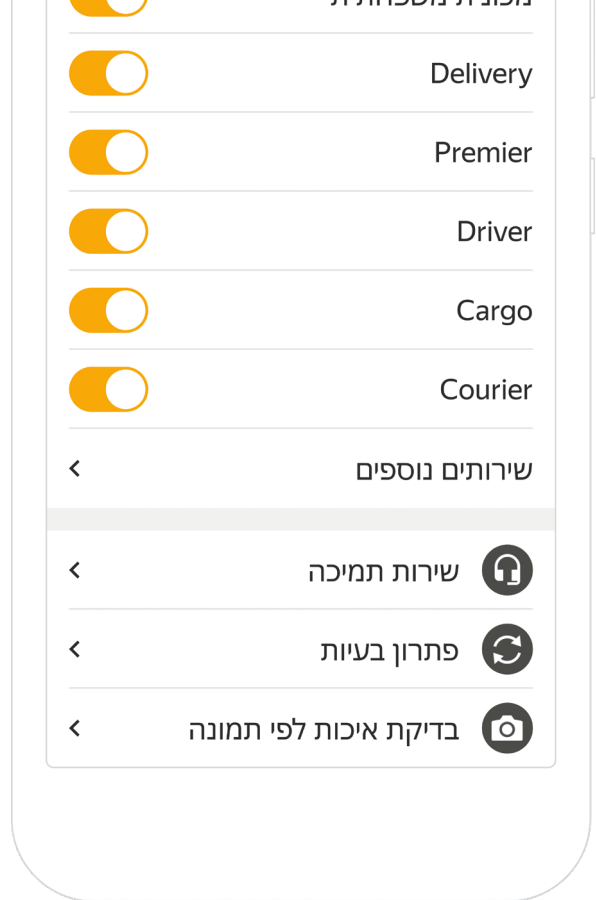 Delivery
Premier
Driver
Cargo
Courier
שירותים נוספים
שירות תמיכה
פתרון בעיות
בדיקת איכות לפי תמונה